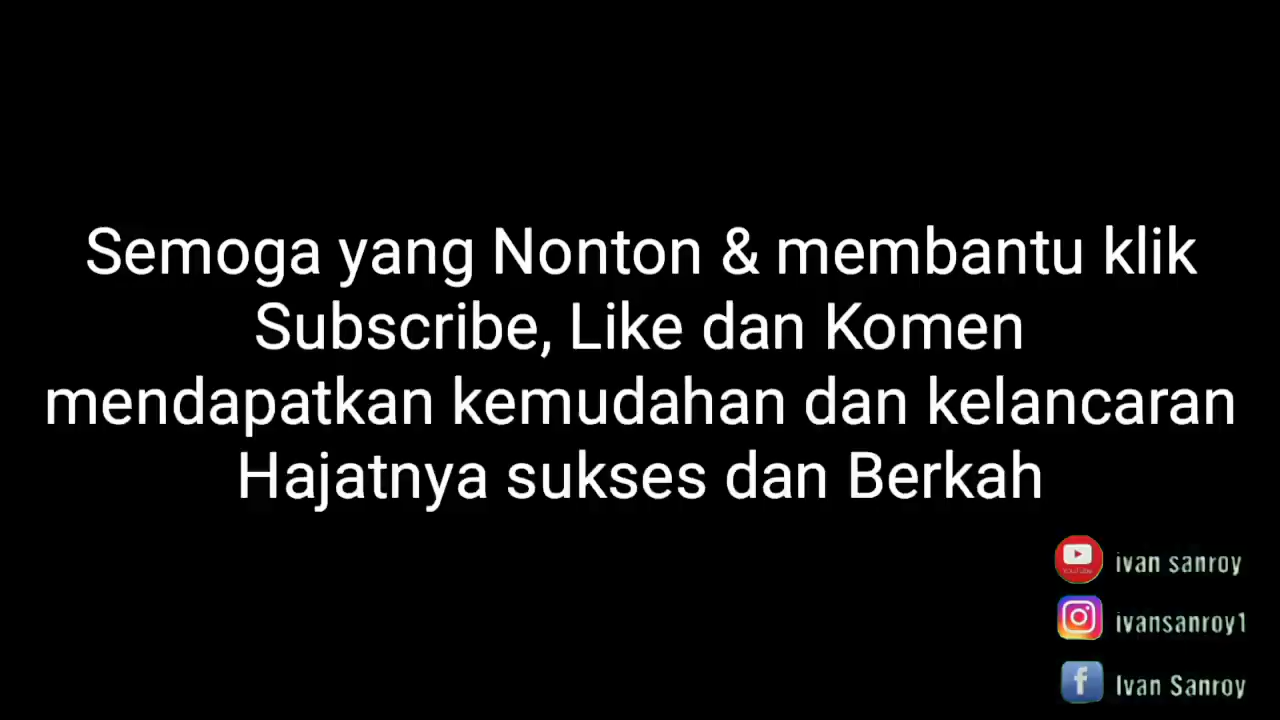 Semoga yang Nonton & membantu klik
Subscribe, Like dan Komen
mendapatkan kemudahan dan kelancaran
Hajatnya sukses dan Berkah
ivan sanroy
ivansanroy1
Ivan Sanroy